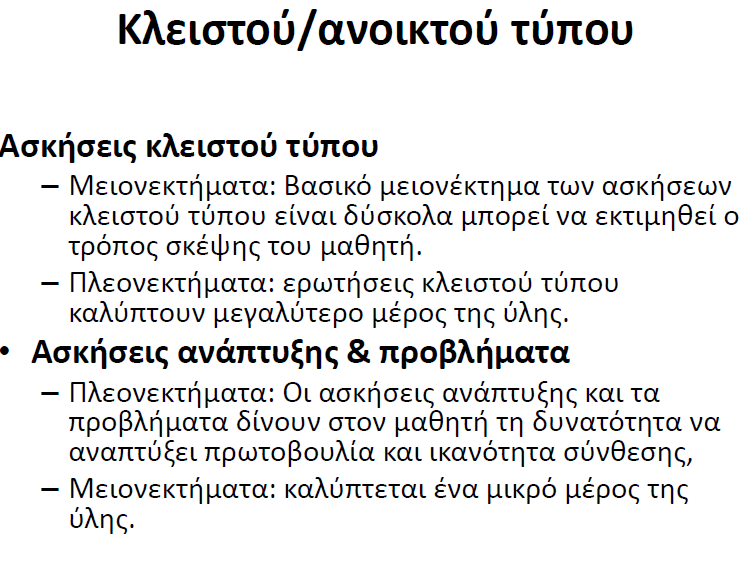 Κλειστού/ανοικτού τύπου
Ασκήσεις κλειστού τύπου
– Μειονεκτήματα: Βασικό μειονέκτημα των ασκήσεων
κλειστού τύπου είναι δύσκολα μπορεί να εκτιμηθεί ο
τρόπος σκέψης του μαθητή.
– Πλεονεκτήματα: ερωτήσεις κλειστού τύπου
καλύπτουν μεγαλύτερο μέρος της ύλης.
• Ασκήσεις ανάπτυξης & προβλήματα
– Πλεονεκτήματα: Οι ασκήσεις ανάπτυξης και τα
προβλήματα δίνουν στον μαθητή τη δυνατότητα να
αναπτύξει πρωτοβουλία και ικανότητα σύνθεσης,
– Μειονεκτήματα: καλύπτεται ένα μικρό μέρος της
ύλης.